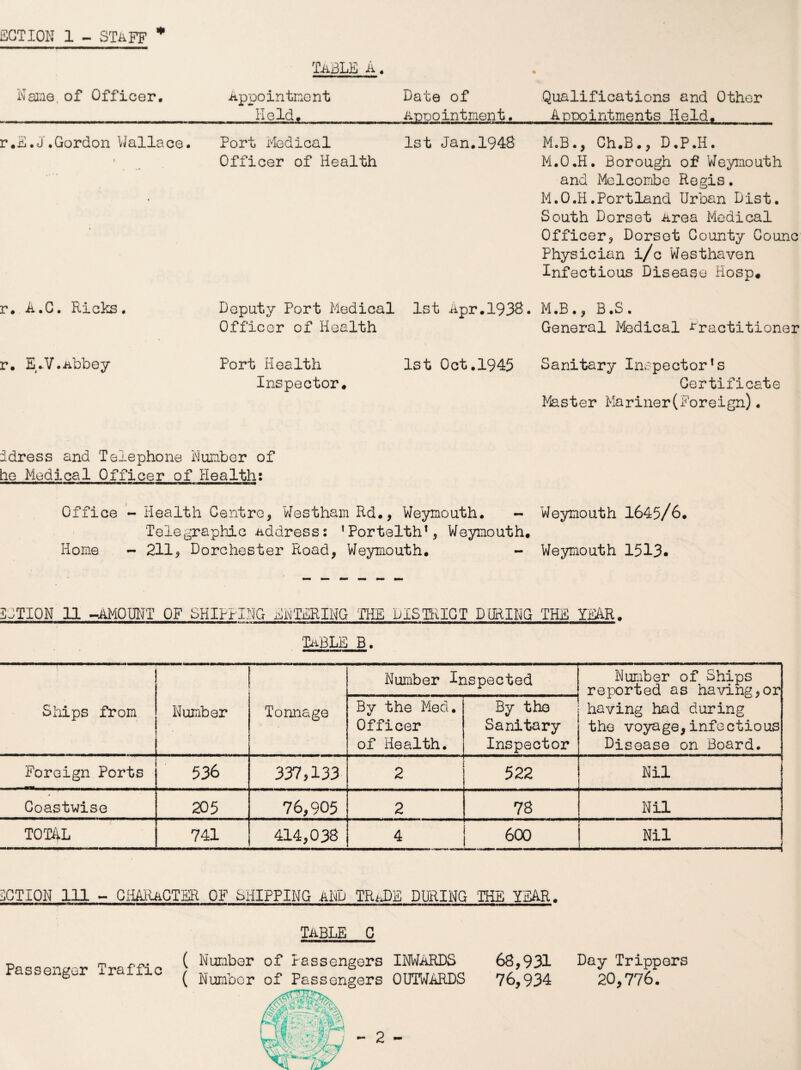 ECTION 1 - STAFF *
TABLE A.
Name. of Officer. Appointment Held. Date of Appointment. Qualifications and Other Appointments Held.
r.E.J.Gordon Wallace. Port Medical 1st Jan.1948 M.B., Ch.B., D.P.H.
Officer of Health M.O.H. Borough of Weymouth
and Melcombe Regis.
M.O.H.Portland Urban Dist.
South Dorset Area Medical
Officer, Dorset County Counc
Physician i/c Westhaven
Infectious Disease Hosp.
r. A.C. Ricks. Deputy Port Medical 1st Apr.1938. M.B., B.S.
Officer of Health General Medical Practitioner
r. E.V.Abbey Port Health 1st Oct.1945 Sanitary Inspector's
Inspector. Certificate
Master Mariner(Foreign).
ddress and Telephone Number of
he Medical Officer of Health:
Office - Health Centre, Westham Rd., Weymouth. - Weymouth 1645/6.
Telegraphic Address: 'Portelth', Weymouth.
Home - 211, Dorchester Road, Weymouth. - Weymouth 1513.
ECTION 11 -AMOUNT OF SHIPPING ENTERING THE DISTRICT DURING THE YEAR.
TABLE B.
Ships from Number Tonnage Number Inspected Number of Ships reported as having,or having had during the voyage,infectious Disease on Board.
By the Med. Officer of Health. By the Sanitary Inspector
Foreign Ports 536 337,133 2 522 Nil
Coastwise 205 76,905 2 78 Nil
TOTAL 741 414,038 4 600 Nil
ECTION 111 - CHARACTER OF SHIPPING AND TRADE DURING THE YEAR.
TABLE C
Passenger Traffic ( Number of Passengers INWARDS 68,931 Day Trippers
( Number of Passengers OUTWARDS 76,934 20,776.
- 2 -